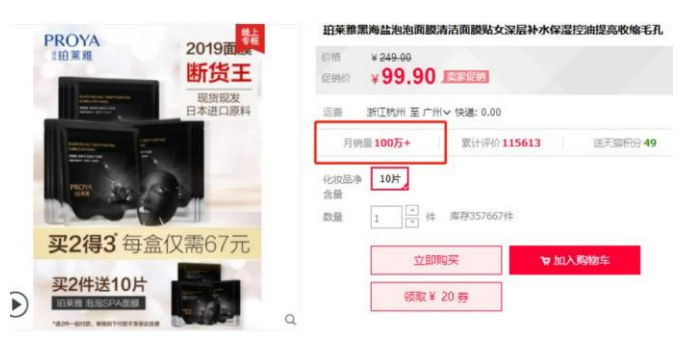 PROYA
珀莱雅
線上
专柜
2019面膜
断货王
现货现发
日本进口原料
PROYA
买2得3 每盒仅需67元
买2件送10片
珀莱雅 泡泡SPA面膜
珀莱雅黑海盐泡泡面膜清洁面膜贴女深层补水保湿控油提亮收缩毛孔
价格 ¥249.00
促销价 ¥99.90 卖家促销
运费 浙江杭州 至 广州 快递: 0.00
月销量 100万+ 累计评价 115613 送天猫积分 49
化妆品净含量 10片
数量 1 件 库存357667件
立即购买 加入购物车
领取 ¥ 20 券